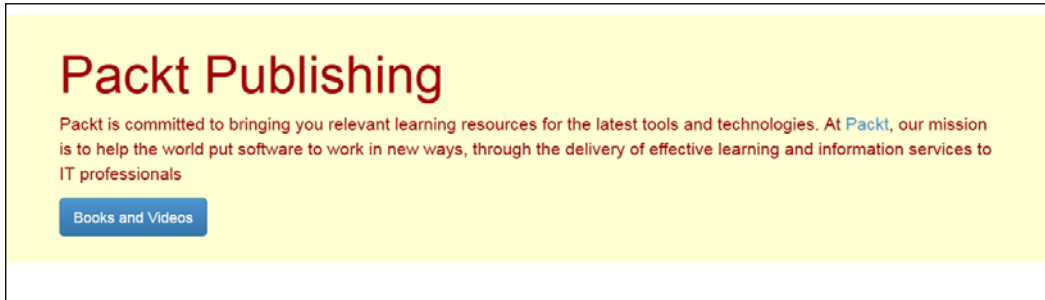 Packt Publishing
Packt is committed to bringing you relevant learning resources for the latest tools and technologies. At Packt, our mission
is to help the world put software to work in new ways, through the delivery of effective learning and information services to
IT professionals
Books and Videos